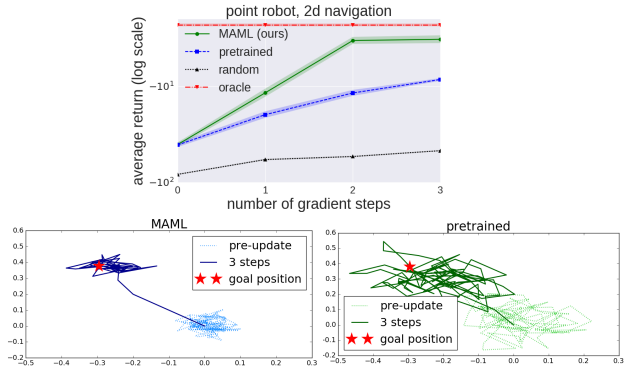 point robot, 2d navigation
average return (log scale)
MAML (ours)
pretrained
random
oracle
−10¹
−10²
0 1 2 3
number of gradient steps
MAML
0.6
0.5
0.4
0.3
0.2
0.1
0.0
−0.1
−0.2
−0.5 −0.4 −0.3 −0.2 −0.1 0.0 0.1 0.2 0.3
pre-update
3 steps
goal position
pretrained
0.6
0.5
0.4
0.3
0.2
0.1
0.0
−0.1
−0.2
−0.5 −0.4 −0.3 −0.2 −0.1 0.0 0.1 0.2 0.3
pre-update
3 steps
goal position